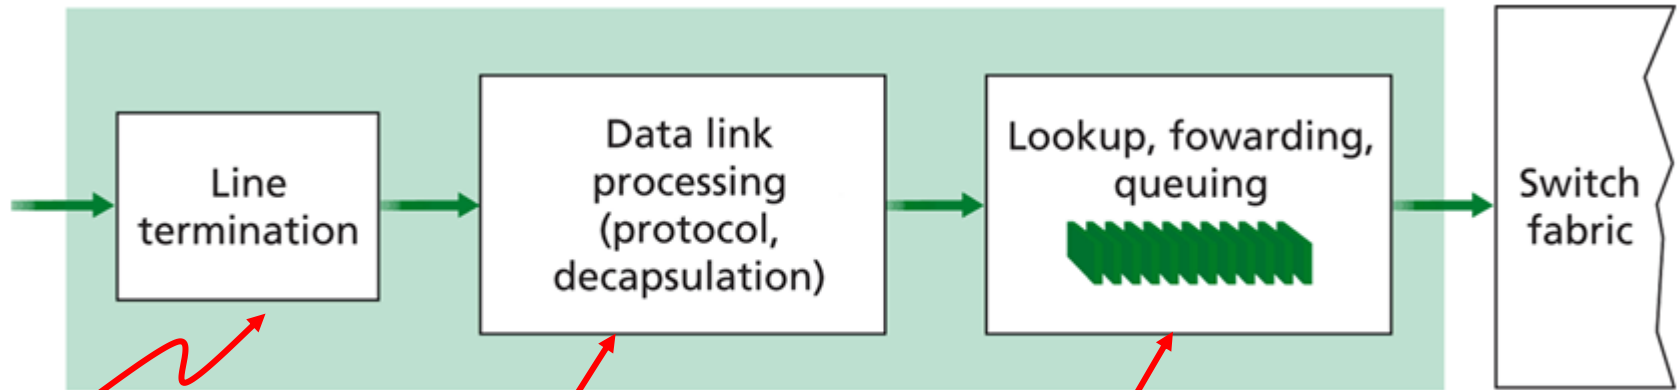 Line
termination
Data link
processing
(protocol,
decapsulation)
Lookup, fowarding,
queuing
Switch
fabric